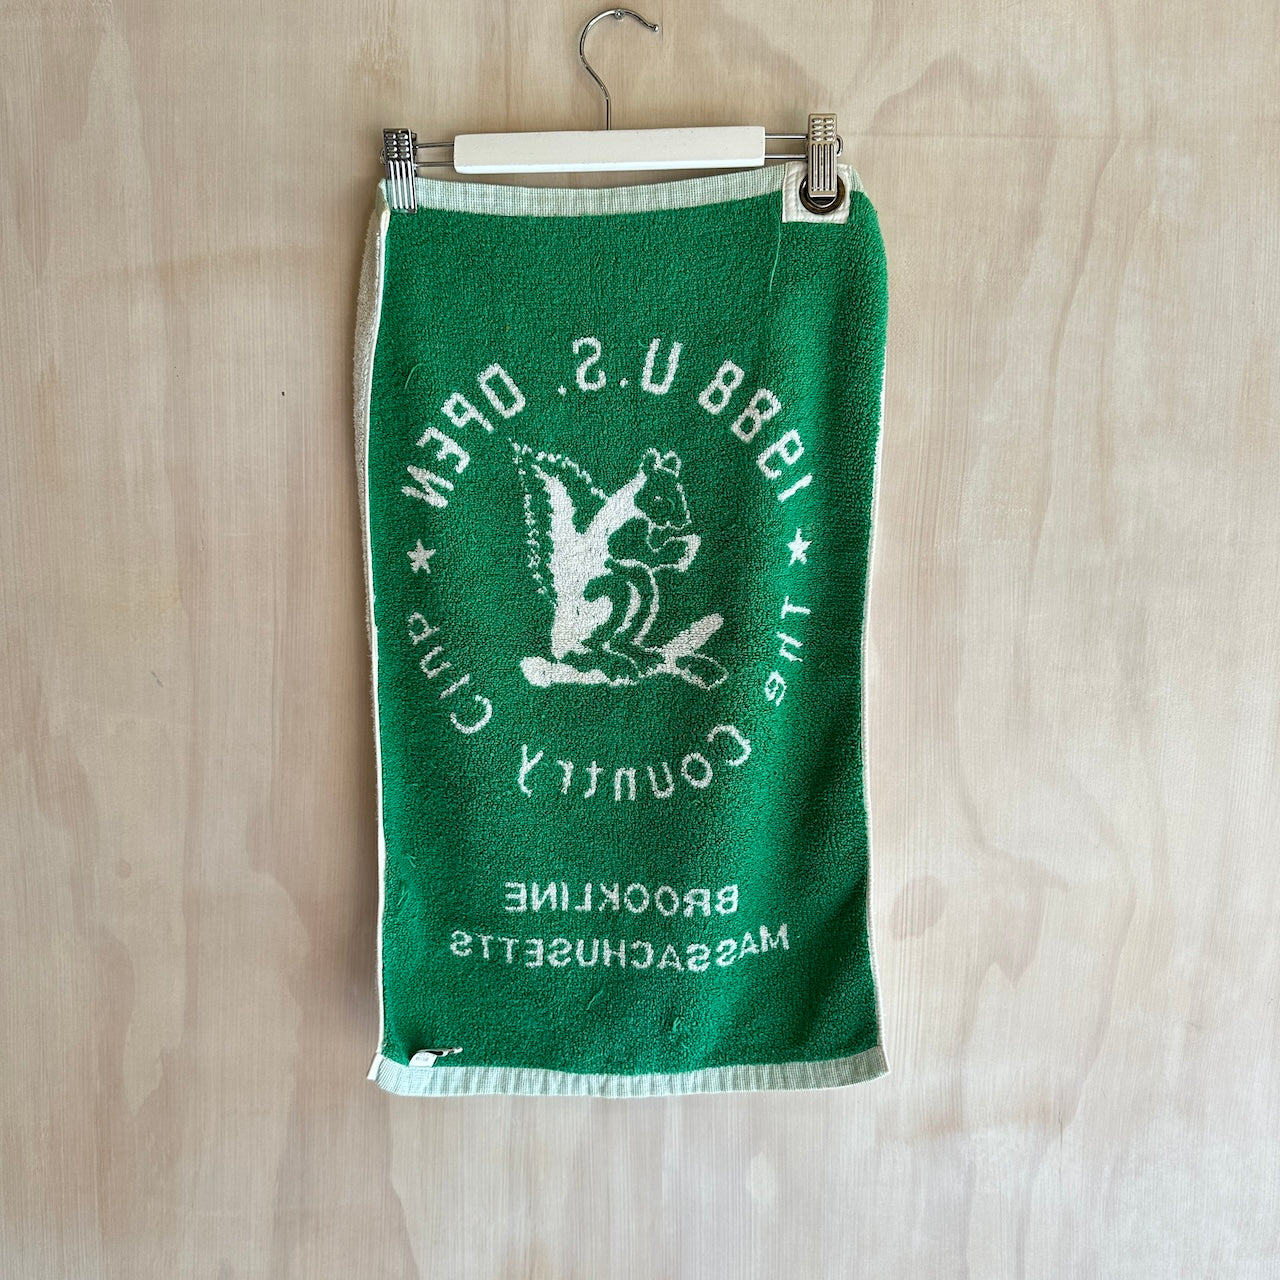 1988 U.S. OPEN
The Country Club
BROOKLINE
MASSACHUSETTS